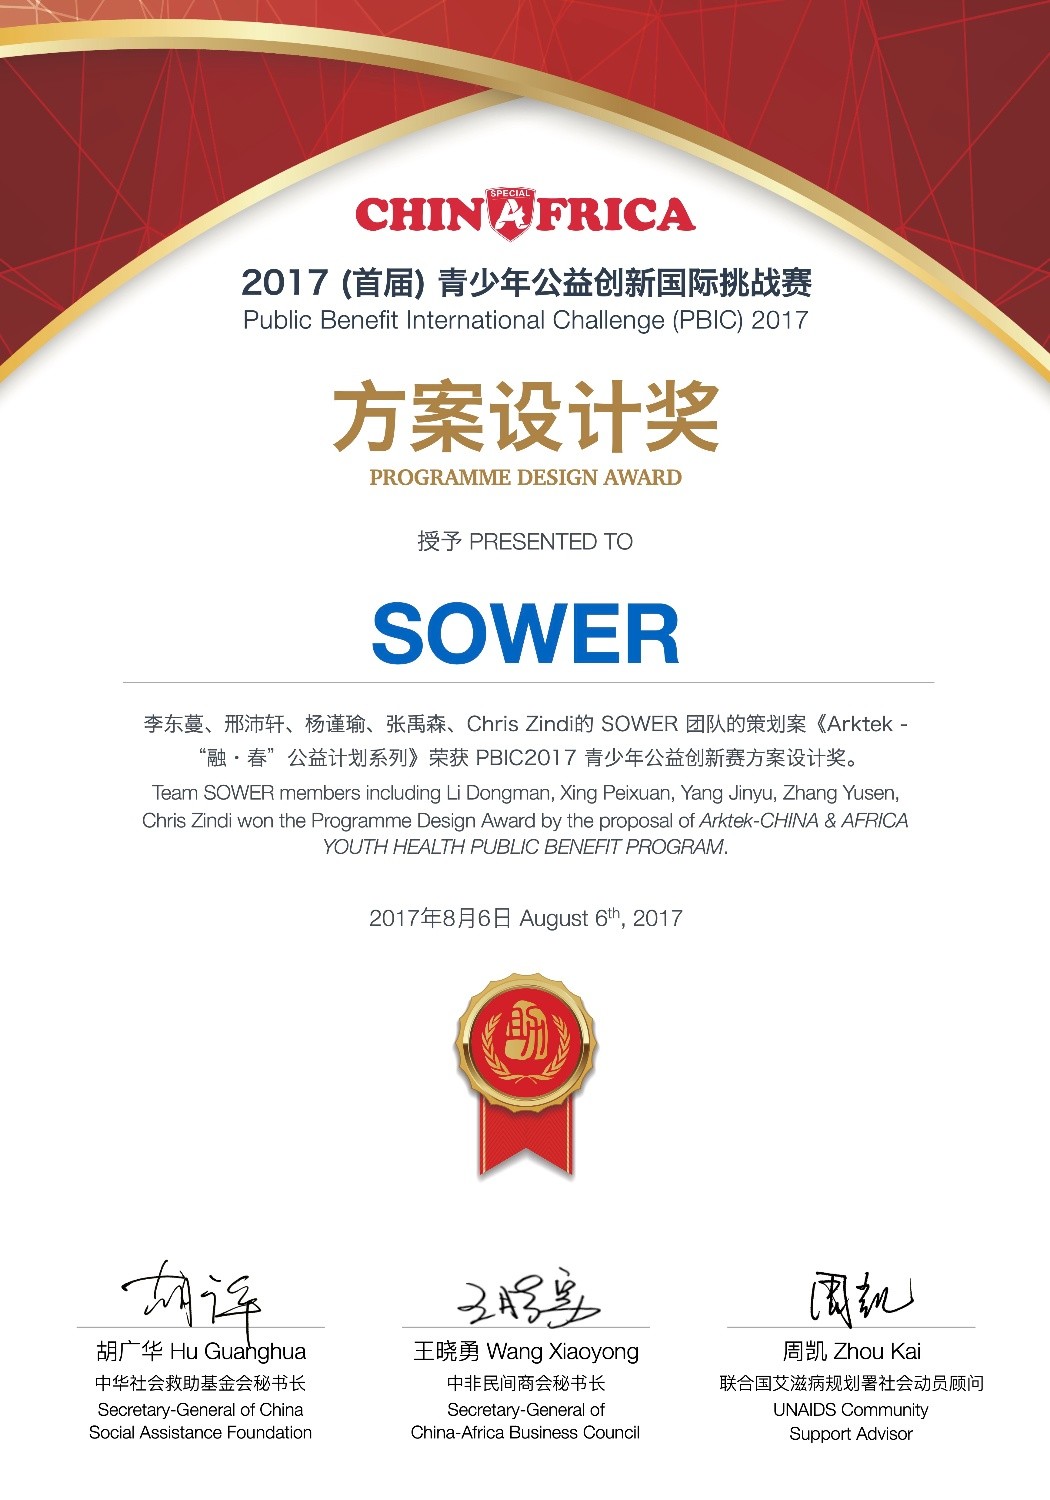 SPECIAL
CHINAFRICA
2017 (首届) 青少年公益创新国际挑战赛
Public Benefit International Challenge (PBIC) 2017
方案设计奖
PROGRAMME DESIGN AWARD
授予 PRESENTED TO
SOWER
李东蔓、邢沛轩、杨谨瑜、张禹森、Chris Zindi的 SOWER 团队的策划案《Arktek -
“融·春”公益计划系列》荣获 PBIC2017 青少年公益创新赛方案设计奖。
Team SOWER members including Li Dongman, Xing Peixuan, Yang Jinyu, Zhang Yusen,
Chris Zindi won the Programme Design Award by the proposal of Arktek-CHINA & AFRICA
YOUTH HEALTH PUBLIC BENEFIT PROGRAM.
2017年8月6日 August 6th, 2017
助
胡广华 Hu Guanghua
中华社会救助基金会秘书长
Secretary-General of China
Social Assistance Foundation
王晓勇 Wang Xiaoyong
中非民间商会秘书长
Secretary-General of
China-Africa Business Council
周凯
周凯 Zhou Kai
联合国艾滋病规划署社会动员顾问
UNAIDS Community
Support Advisor